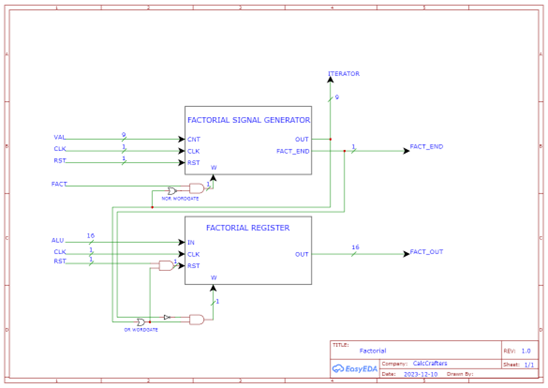 ITERATOR
9
FACTORIAL SIGNAL GENERATOR
VAL
9
CNT
OUT
CLK
1
CLK
FACT_END
1
FACT_END
RST
1
RST
W
FACT
1
NOR WORDGATE
FACTORIAL REGISTER
ALU
16
IN
CLK
1
CLK
OUT
16
FACT_OUT
RST
1
1
RST
W
1
OR WORDGATE
TITLE:
Factorial
REV: 1.0
EasyEDA
Company: CalcCrafters
Sheet: 1/1
Date: 2023-12-10
Drawn By: